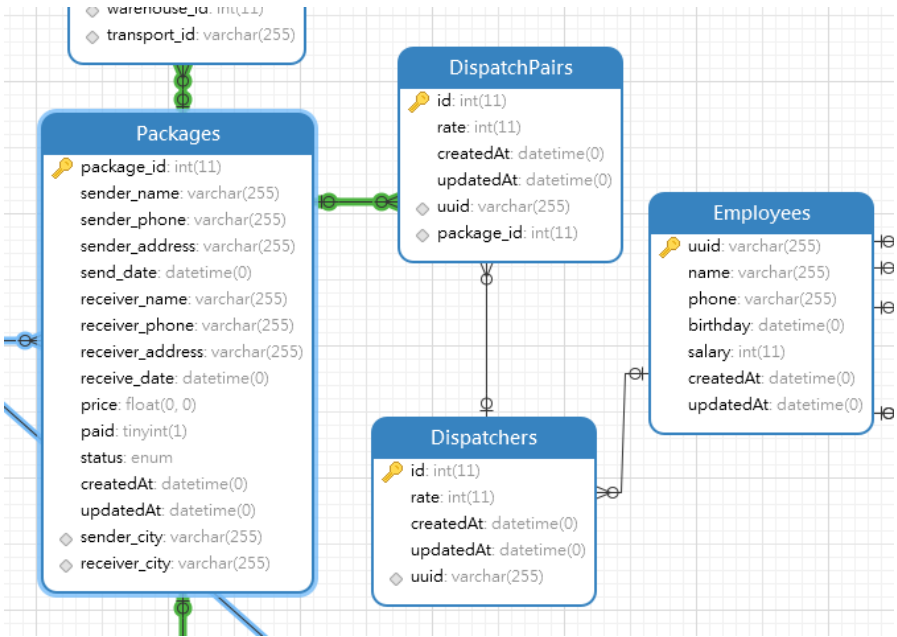 warehouse_id: int(11)
transport_id: varchar(255)
Packages
package_id: int(11)
sender_name: varchar(255)
sender_phone: varchar(255)
sender_address: varchar(255)
send_date: datetime(0)
receiver_name: varchar(255)
receiver_phone: varchar(255)
receiver_address: varchar(255)
receive_date: datetime(0)
price: float(0, 0)
paid: tinyint(1)
status: enum
createdAt: datetime(0)
updatedAt: datetime(0)
sender_city: varchar(255)
receiver_city: varchar(255)
DispatchPairs
id: int(11)
rate: int(11)
createdAt: datetime(0)
updatedAt: datetime(0)
uuid: varchar(255)
package_id: int(11)
Dispatchers
id: int(11)
rate: int(11)
createdAt: datetime(0)
updatedAt: datetime(0)
uuid: varchar(255)
Employees
uuid: varchar(255)
name: varchar(255)
phone: varchar(255)
birthday: datetime(0)
salary: int(11)
createdAt: datetime(0)
updatedAt: datetime(0)